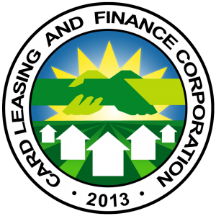 CARD LEASING AND FINANCE CORPORATION
· 2013 ·